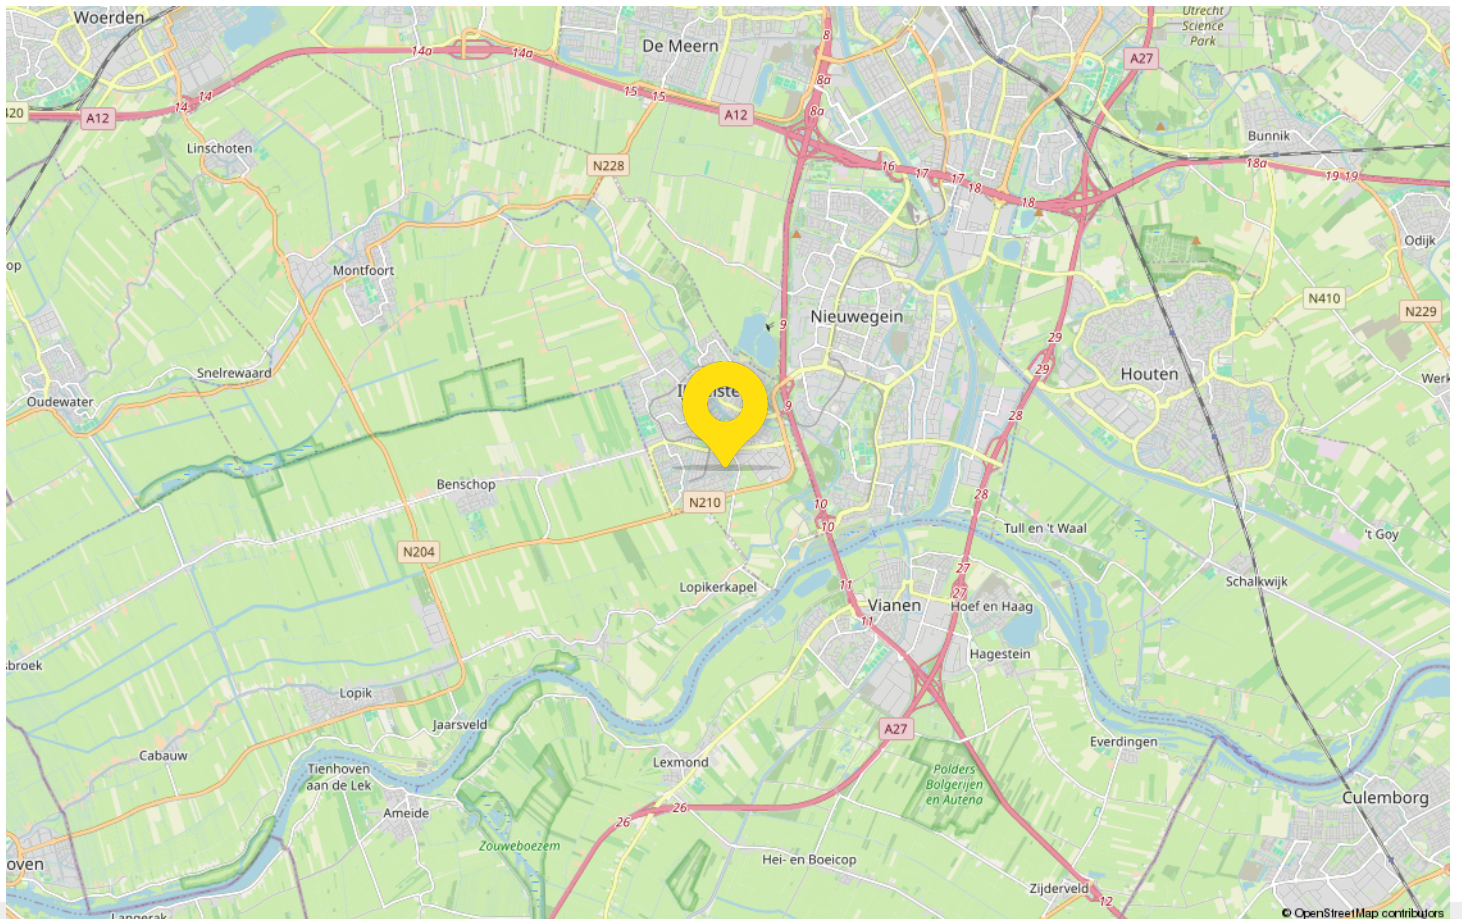 Woerden
De Meern
Utrecht
Science
Park
8
A27
14a
14a
8a
15
15
14
14
A12
8a
420
A12
Bunnik
Linschoten
N228
16
17
17
18
18a
19
19
18
Odijk
op
Montfoort
N410
N229
Nieuwegein
9
29
29
Snelrewaard
Houten
Oudewater
9
28
Benschop
N210
28
10
10
Tull en 't Waal
't Goy
N204
27
Schalkwijk
Lopikerkapel
11
27
Vianen
Hoef en Haag
11
Hagestein
sbroek
Lopik
Jaarsveld
A27
Everdingen
Cabauw
Tienhoven
aan de Lek
Lexmond
Polders
Bolgerijen
en Autena
Culemborg
Ameide
26
26
Zouweboezem
oven
Hei- en Boeicop
Zijderveld
12
Langerak
© OpenStreetMap contributors